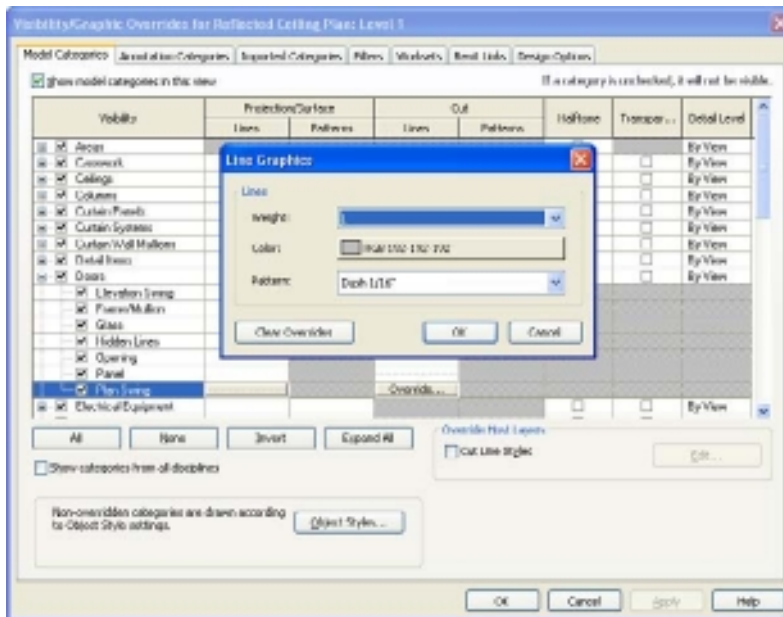 Visibility/Graphic Overrides for Reflected Ceiling Plan: Level 1
Model Categories Annotation Categories Imported Categories Filters Worksets Revit Links Design Options
Show model categories in this view
If a category is unchecked, it will not be visible.
Visibility Projection/Surface Cut Halftone Transpar... Detail Level
Lines Patterns Lines Patterns
Areas By View
Casework By View
Ceilings By View
Columns By View
Curtain Panels By View
Curtain Systems By View
Curtain Wall Mullions By View
Detail Items By View
Doors By View
Elevation Swing
Frame/Mullion
Glass
Hidden Lines
Opening
Panel
Plan Swing Override...
Electrical Equipment By View
Line Graphics
Lines
Weight: 1
Color: RGB 192-192-192
Pattern: Dash 1/16"
Clear Overrides OK Cancel
All None Invert Expand All
Show categories from all disciplines
Override Host Layers
Cut Line Styles
Edit...
Non-overridden categories are drawn according
to Object Style settings.
Object Styles...
OK Cancel Apply Help